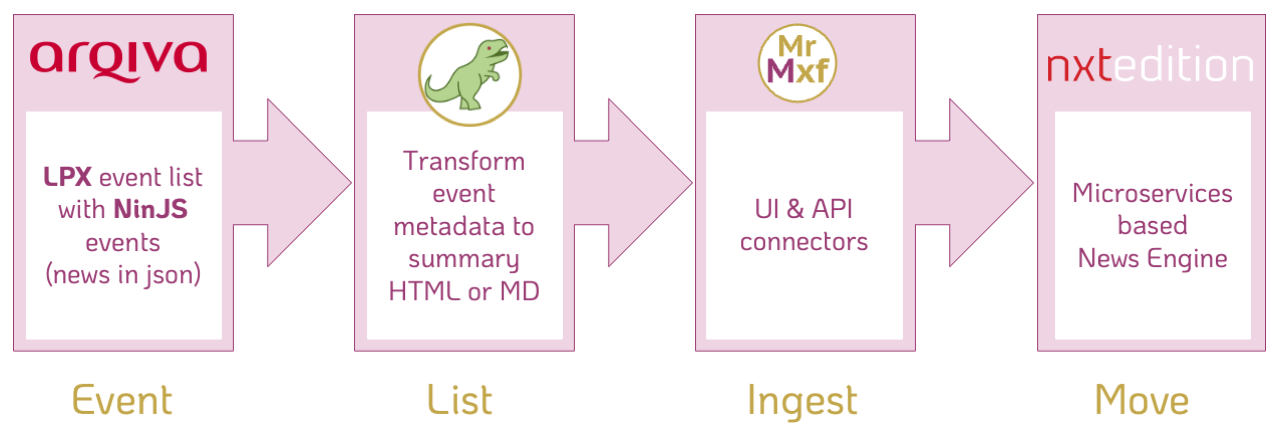 arqiva
LPX event list
with NinJS
events
(news in json)
Event
Transform
event
metadata to
summary
HTML or MD
List
Mr
Mxf
UI & API
connectors
Ingest
nxtedition
Microservices
based
News Engine
Move